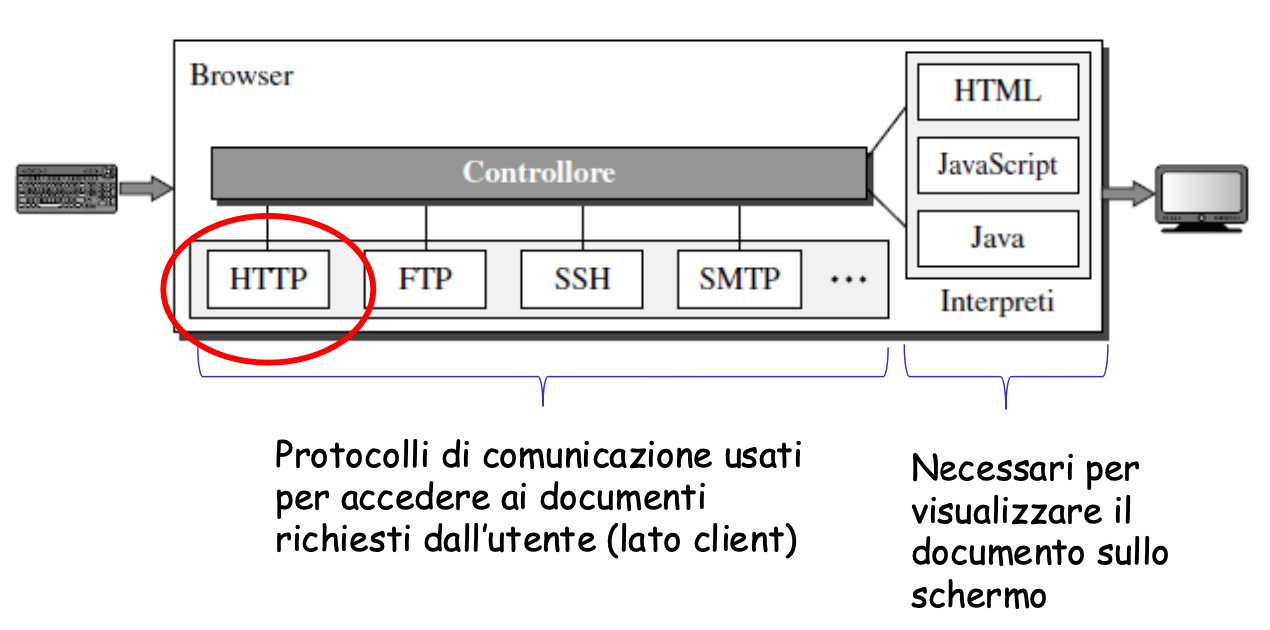 Browser
Controllore
HTTP
FTP
SSH
SMTP
...
HTML
JavaScript
Java
Interpreti
Protocolli di comunicazione usati
per accedere ai documenti
richiesti dall'utente (lato client)
Necessari per
visualizzare il
documento sullo
schermo